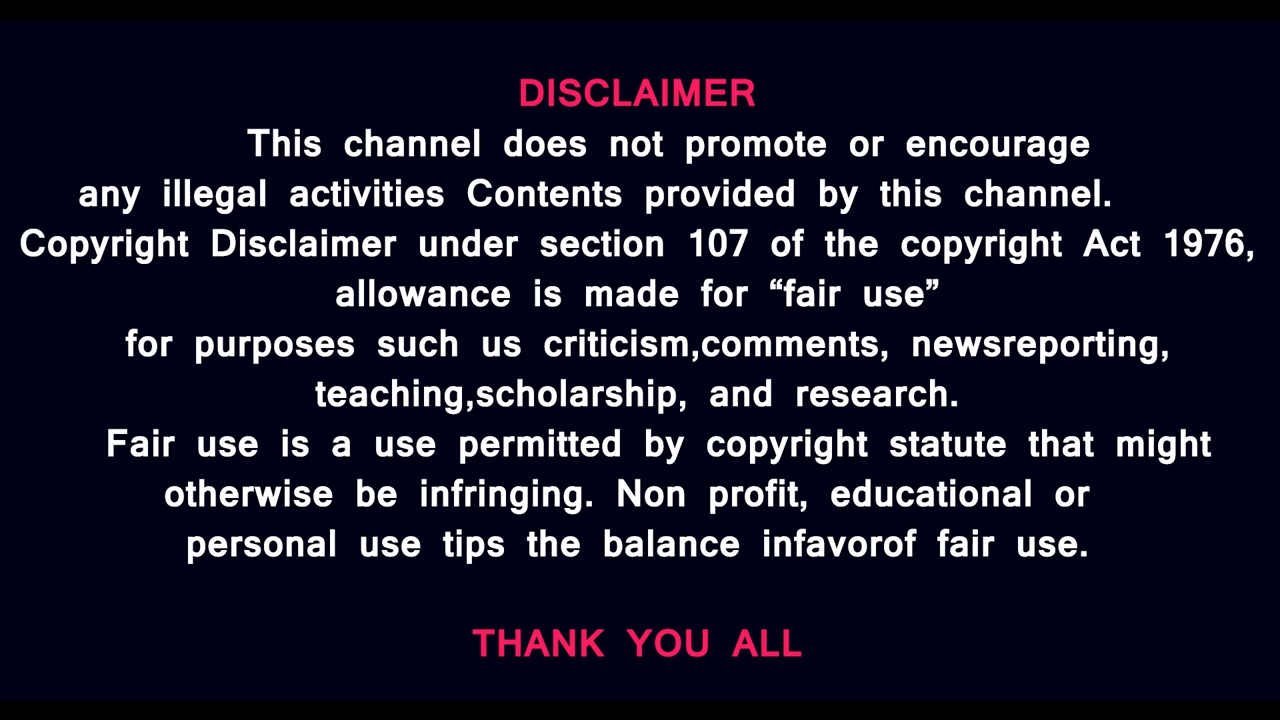 DISCLAIMER
This channel does not promote or encourage
any illegal activities Contents provided by this channel.
Copyright Disclaimer under section 107 of the copyright Act 1976,
allowance is made for “fair use”
for purposes such us criticism,comments, newsreporting,
teaching,scholarship, and research.
Fair use is a use permitted by copyright statute that might
otherwise be infringing. Non profit, educational or
personal use tips the balance infavorof fair use.
THANK YOU ALL